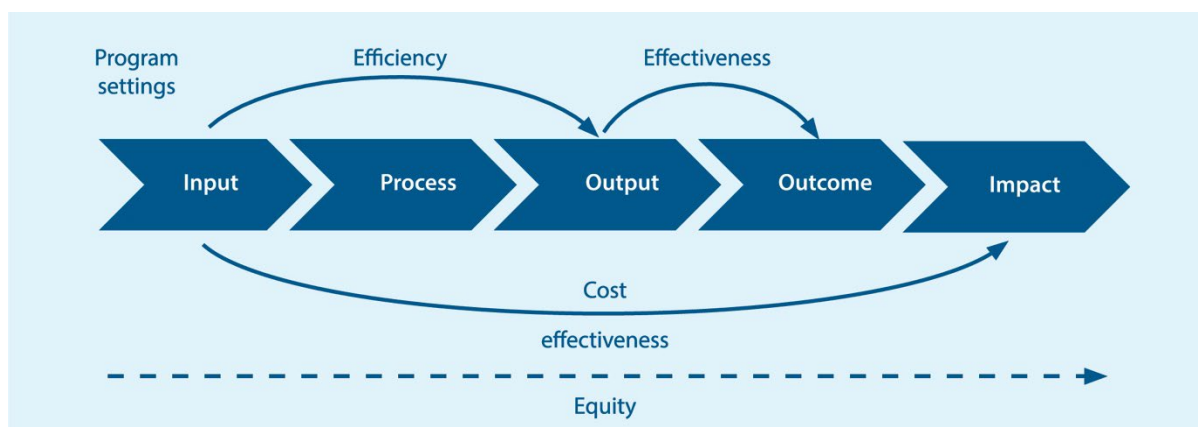 Program
settings
Efficiency
Effectiveness
Input
Process
Output
Outcome
Impact
Cost
effectiveness
Equity